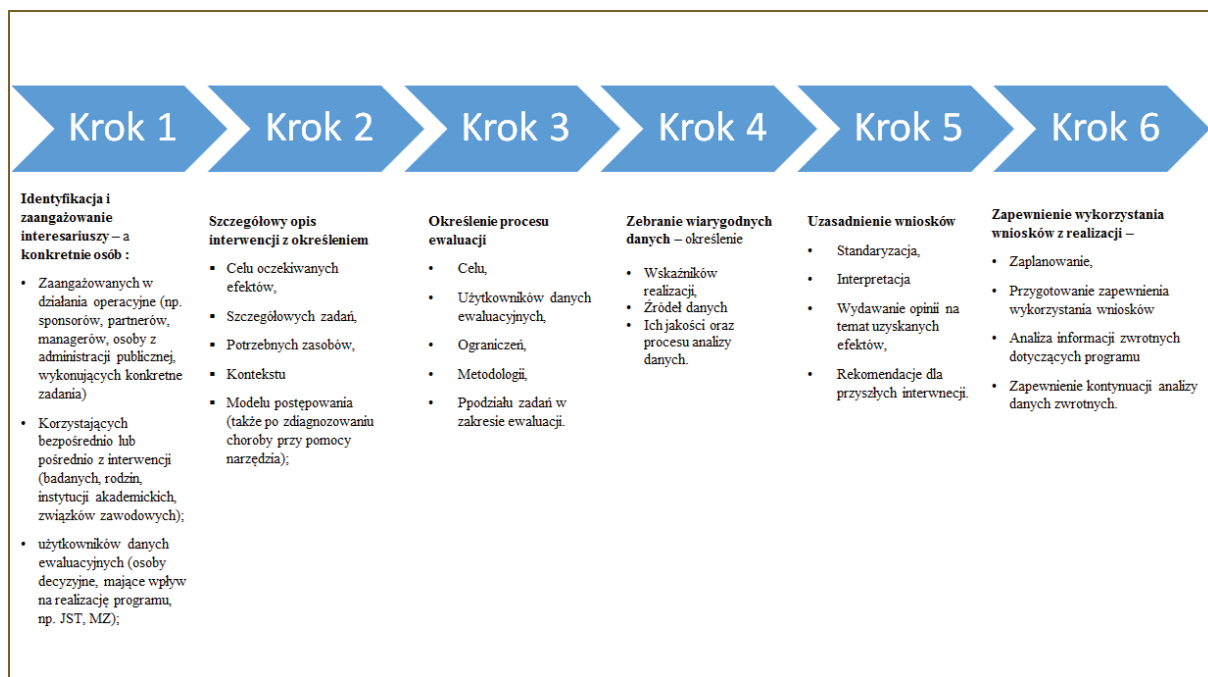 Krok 1
Krok 2
Krok 3
Krok 4
Krok 5
Krok 6
Identyfikacja i
zaangażowanie
interesariuszy – a
konkretnie osób :
• Zaangażowanych w
działania operacyjne (np.
sponsorów, partnerów,
managerów, osoby z
administracji publicznej,
wykonujących konkretne
zadania)
• Korzystających
bezpośrednio lub
pośrednio z interwencji
(badanych, rodzin,
instytucji akademickich,
związków zawodowych);
• użytkowników danych
ewaluacyjnych (osoby
decyzyjne, mające wpływ
na realizację programu,
np. JST, MZ);
Szczegółowy opis
interwencji z określeniem
▪ Celu oczekiwanych
efektów,
▪ Szczegółowych zadań,
▪ Potrzebnych zasobów,
▪ Kontekstu
▪ Modelu postępowania
(także po zdiagnozowaniu
choroby przy pomocy
narzędzia);
Określenie procesu
ewaluacji
• Celu,
• Użytkowników danych
ewaluacyjnych,
• Ograniczeń,
• Metodologii,
• Ppodziału zadań w
zakresie ewaluacji.
Zebranie wiarygodnych
danych – określenie
• Wskaźników
realizacji,
• Źródeł danych
• Ich jakości oraz
procesu analizy
danych.
Uzasadnienie wniosków
• Standaryzacja,
• Interpretacja
• Wydawanie opinii na
temat uzyskanych
efektów,
• Rekomendacje dla
przyszłych interwnecji.
Zapewnienie wykorzystania
wniosków z realizacji –
• Zaplanowanie,
• Przygotowanie zapewnienia
wykorzystania wniosków
• Analiza informacji zwrotnych
dotyczących programu
• Zapewnienie kontynuacji analizy
danych zwrotnych.